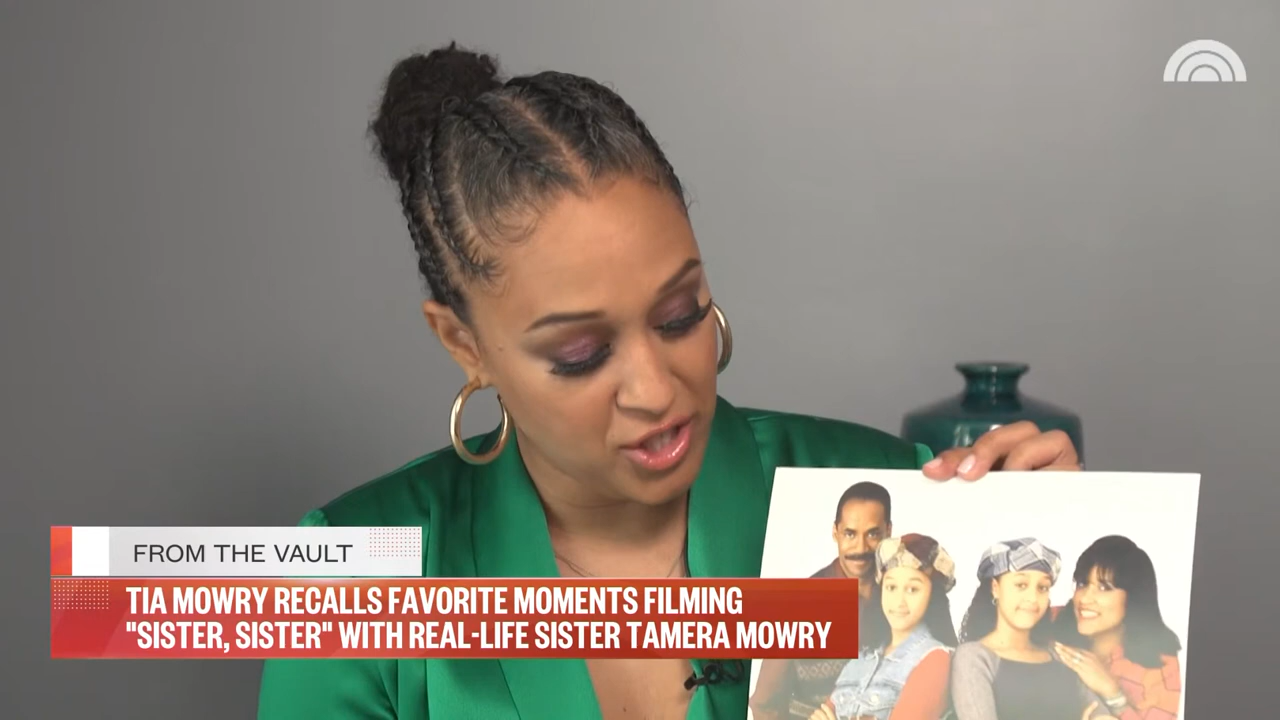 FROM THE VAULT
TIA MOWRY RECALLS FAVORITE MOMENTS FILMING
"SISTER, SISTER" WITH REAL-LIFE SISTER TAMERA MOWRY